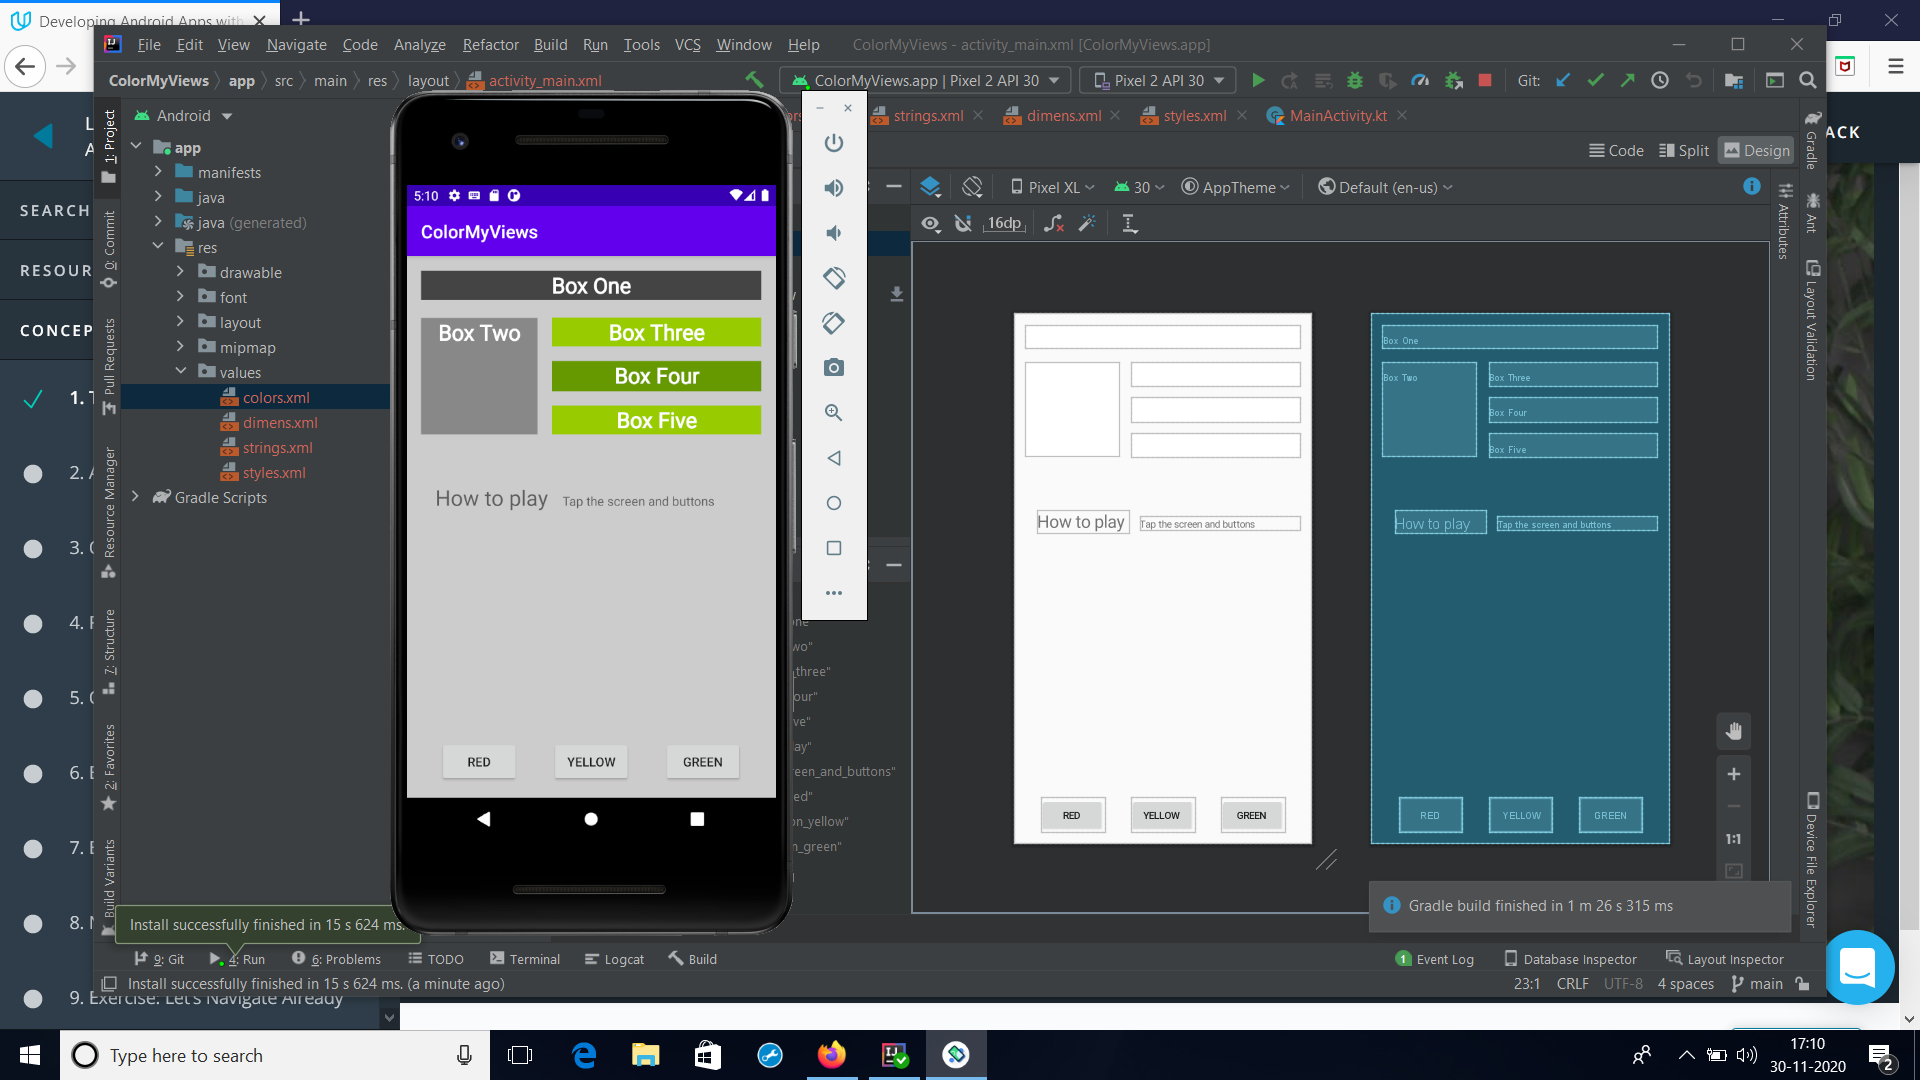 Developing Android Apps with
File Edit View Navigate Code Analyze Refactor Build Run Tools VCS Window Help
ColorMyViews - activity_main.xml [ColorMyViews.app]
ColorMyViews app src main res layout activity_main.xml
ColorMyViews.app | Pixel 2 API 30
Pixel 2 API 30
Git:
Android
strings.xml
dimens.xml
styles.xml
MainActivity.kt
ACK
Code Split Design
Pixel XL
30
AppTheme
Default (en-us)
16dp
SEARCH
RESOUR
CONCEP
1. T
2. A
3. C
4. F
5. C
6. E
7. E
8. N
9. Exercise: Let's Navigate Already
1: Project
0: Commit
Pull Requests
Resource Manager
7: Structure
2: Favorites
Build Variants
app
manifests
java
java (generated)
res
drawable
font
layout
mipmap
values
colors.xml
dimens.xml
strings.xml
styles.xml
Gradle Scripts
5:10
ColorMyViews
Box One
Box Two
Box Three
Box Four
Box Five
How to play
Tap the screen and buttons
RED
YELLOW
GREEN
wo"
_three"
our"
ve"
lay"
reen_and_buttons"
ed"
on_yellow"
n_green"
How to play
Tap the screen and buttons
RED
YELLOW
GREEN
Box One
Box Two
Box Three
Box Four
Box Five
How to play
Tap the screen and buttons
RED
YELLOW
GREEN
1:1
Gradle
Ant
Attributes
Layout Validation
Device File Explorer
Install successfully finished in 15 s 624 ms.
Gradle build finished in 1 m 26 s 315 ms
9: Git
4: Run
6: Problems
TODO
Terminal
Logcat
Build
1 Event Log
Database Inspector
Layout Inspector
Install successfully finished in 15 s 624 ms. (a minute ago)
23:1 CRLF UTF-8 4 spaces main
Type here to search
17:10
30-11-2020
2